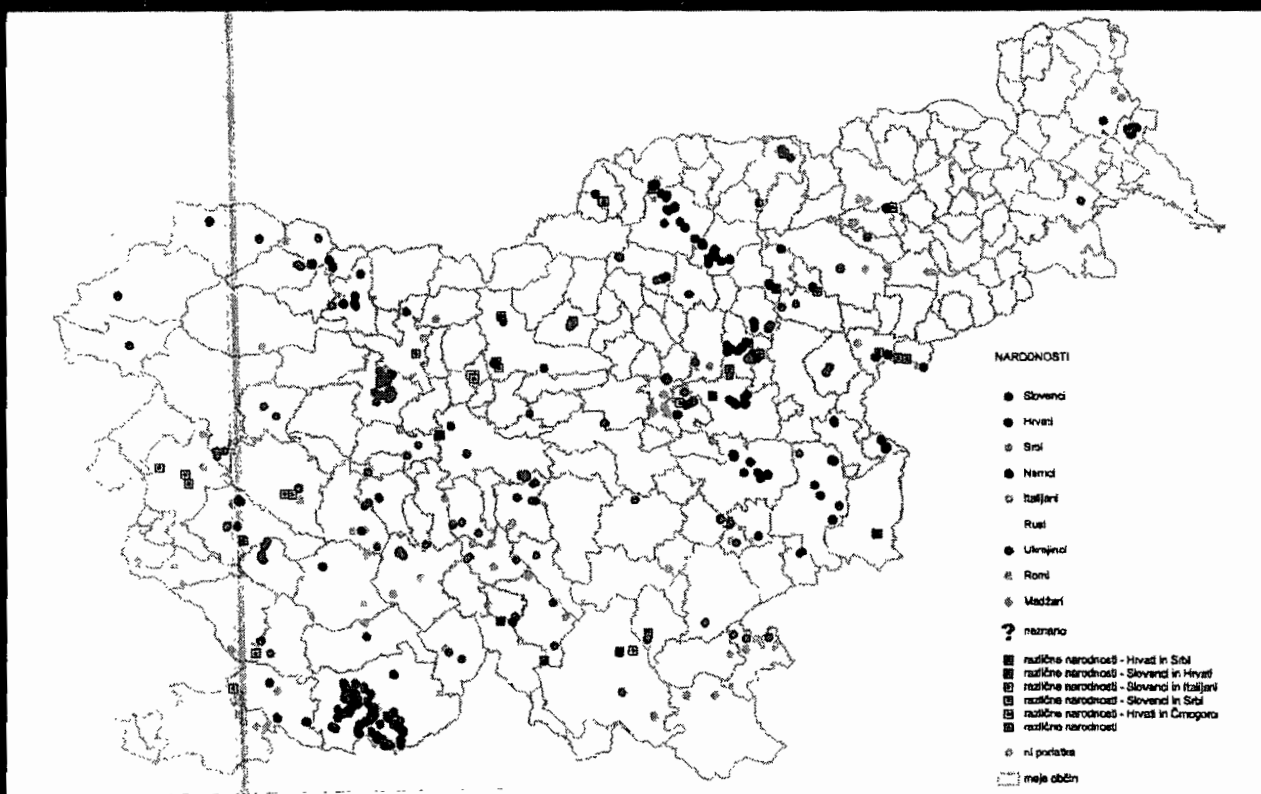 NARODNOSTI
Slovenci
Hrvati
Srbi
Nemci
Italijani
Rusi
Ukrajinci
Romi
Madžari
neznano
različne narodnosti - Hrvati in Srbi
različne narodnosti - Slovenci in Hrvati
različne narodnosti - Slovenci in Italijani
različne narodnosti - Slovenci in Srbi
različne narodnosti - Hrvati in Črnogorci
različne narodnosti
ni podatka
meje občin